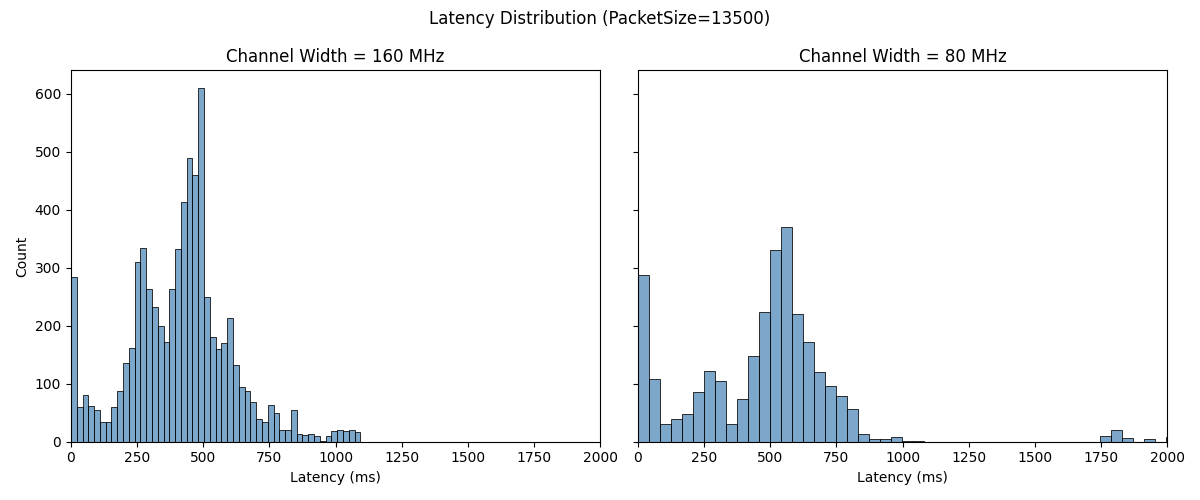 Latency Distribution (PacketSize=13500)
Channel Width = 160 MHz
Channel Width = 80 MHz
600
500
400
300
200
100
0
Count
0 250 500 750 1000 1250 1500 1750 2000
0 250 500 750 1000 1250 1500 1750 2000
Latency (ms)
Latency (ms)